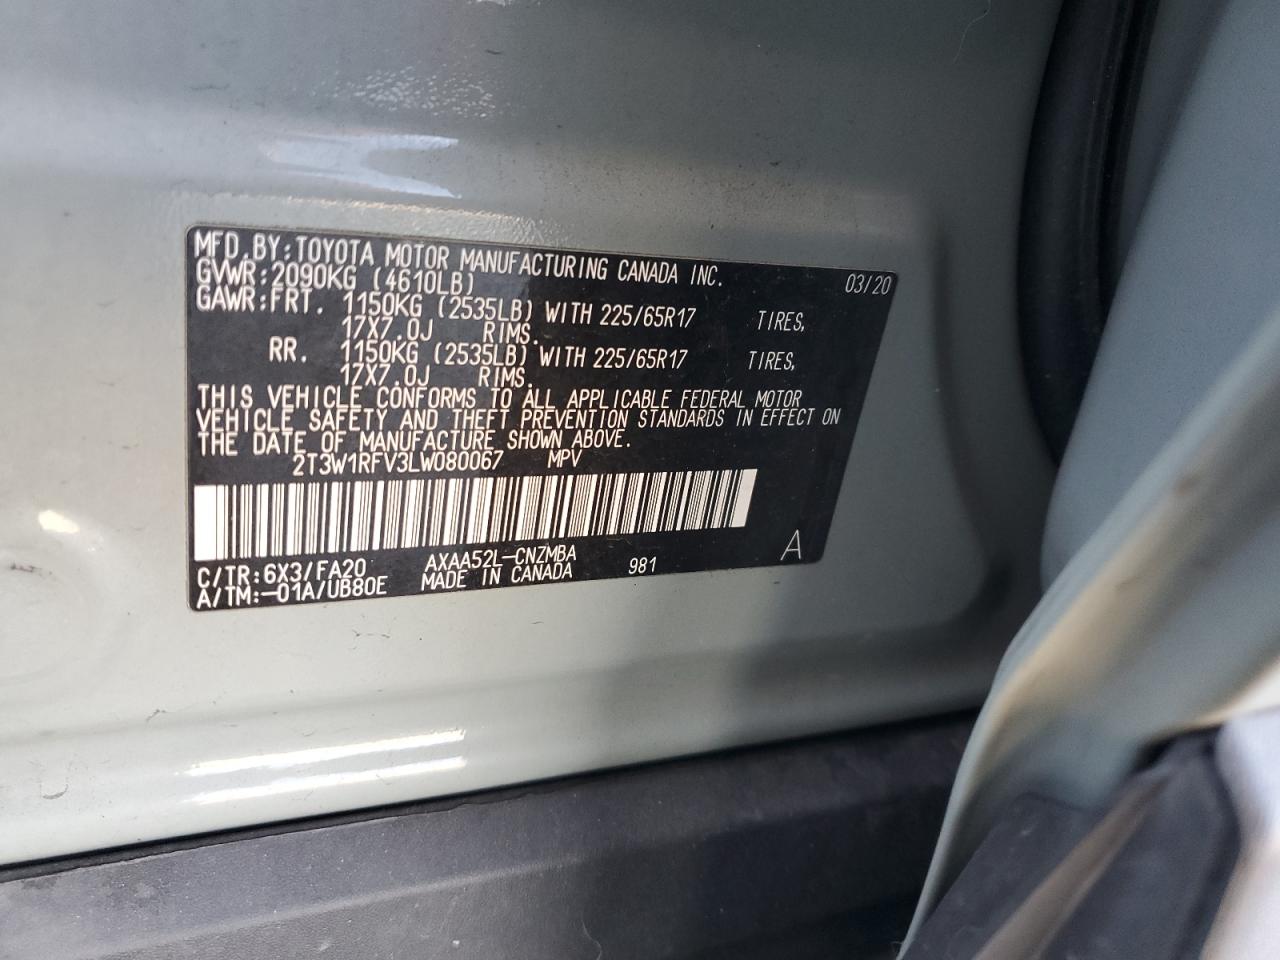 MFD.BY:TOYOTA MOTOR MANUFACTURING CANADA INC. 03/20
GVWR:2090KG (4610LB)
GAWR:FRT. 1150KG (2535LB) WITH 225/65R17 TIRES,
17X7.0J RIMS.
RR. 1150KG (2535LB) WITH 225/65R17 TIRES,
17X7.0J RIMS.
THIS VEHICLE CONFORMS TO ALL APPLICABLE FEDERAL MOTOR
VEHICLE SAFETY AND THEFT PREVENTION STANDARDS IN EFFECT ON
THE DATE OF MANUFACTURE SHOWN ABOVE.
2T3W1RFV3LW080067 MPV
C/TR:6X3/FA20 AXAA52L-CNZMBA 981 A
A/TM:-01A/UB80E MADE IN CANADA